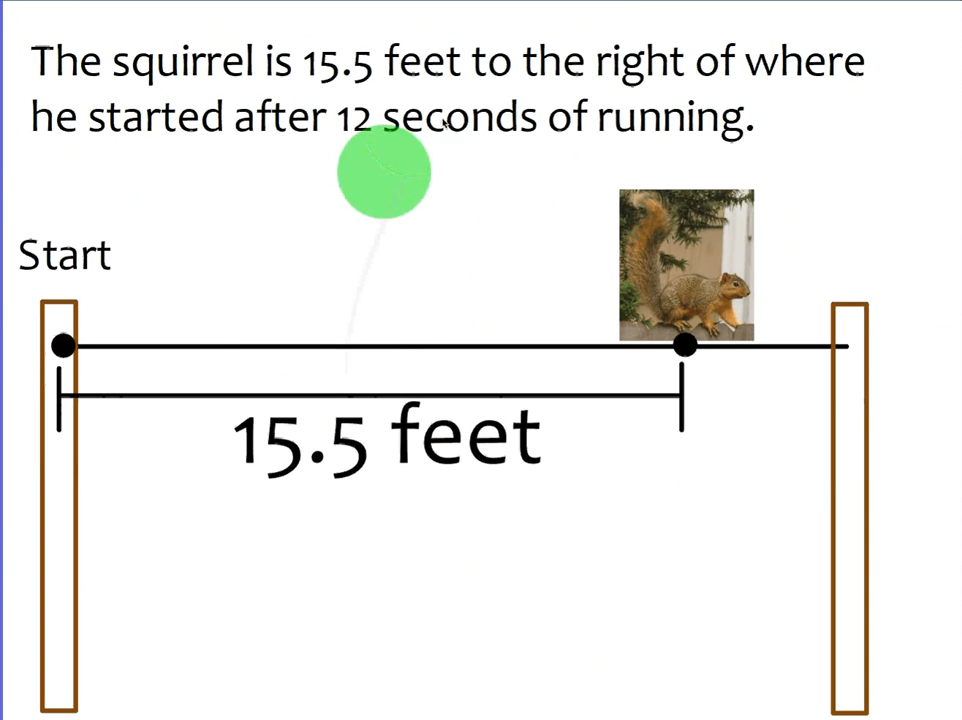 The squirrel is 15.5 feet to the right of where
he started after 12 seconds of running.
Start
15.5 feet